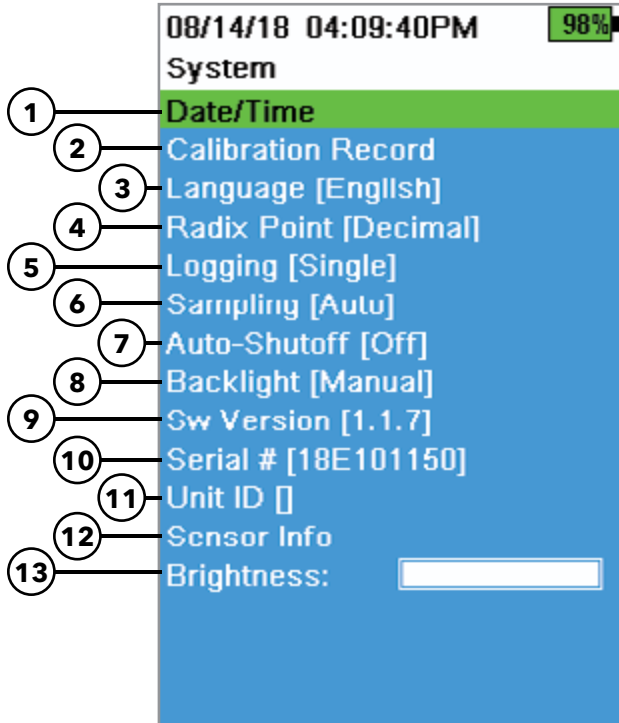 08/14/18 04:09:40PM 98%
System
1 Date/Time
2 Calibration Record
3 Language [English]
4 Radix Point [Decimal]
5 Logging [Single]
6 Sampling [Auto]
7 Auto-Shutoff [Off]
8 Backlight [Manual]
9 Sw Version [1.1.7]
10 Serial # [18E101150]
11 Unit ID []
12 Sensor Info
13 Brightness: